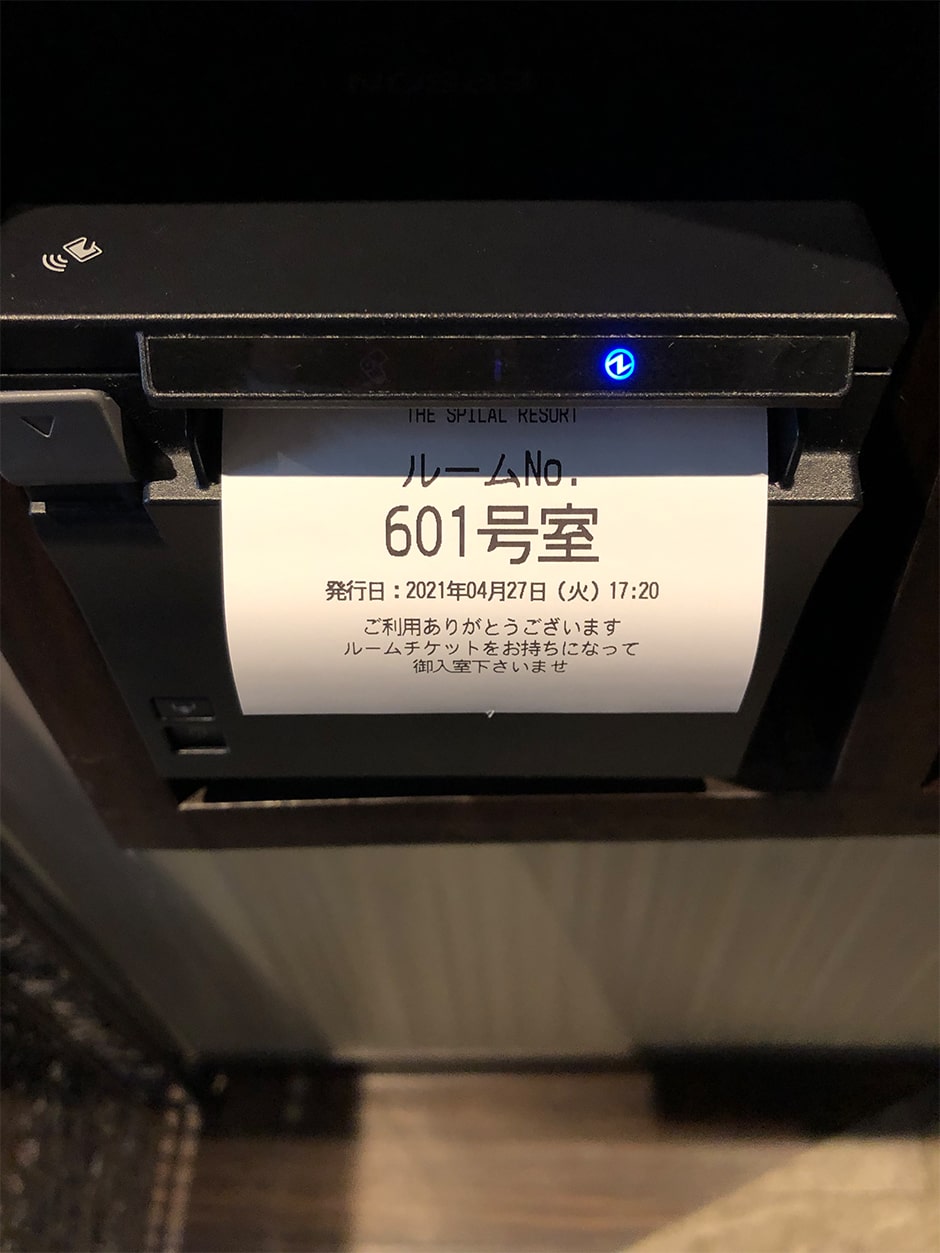 THE SPILAL RESORT
ルームNo.
601号室
発行日：2021年04月27日（火）17:20
ご利用ありがとうございます
ルームチケットをお持ちになって
御入室下さいませ